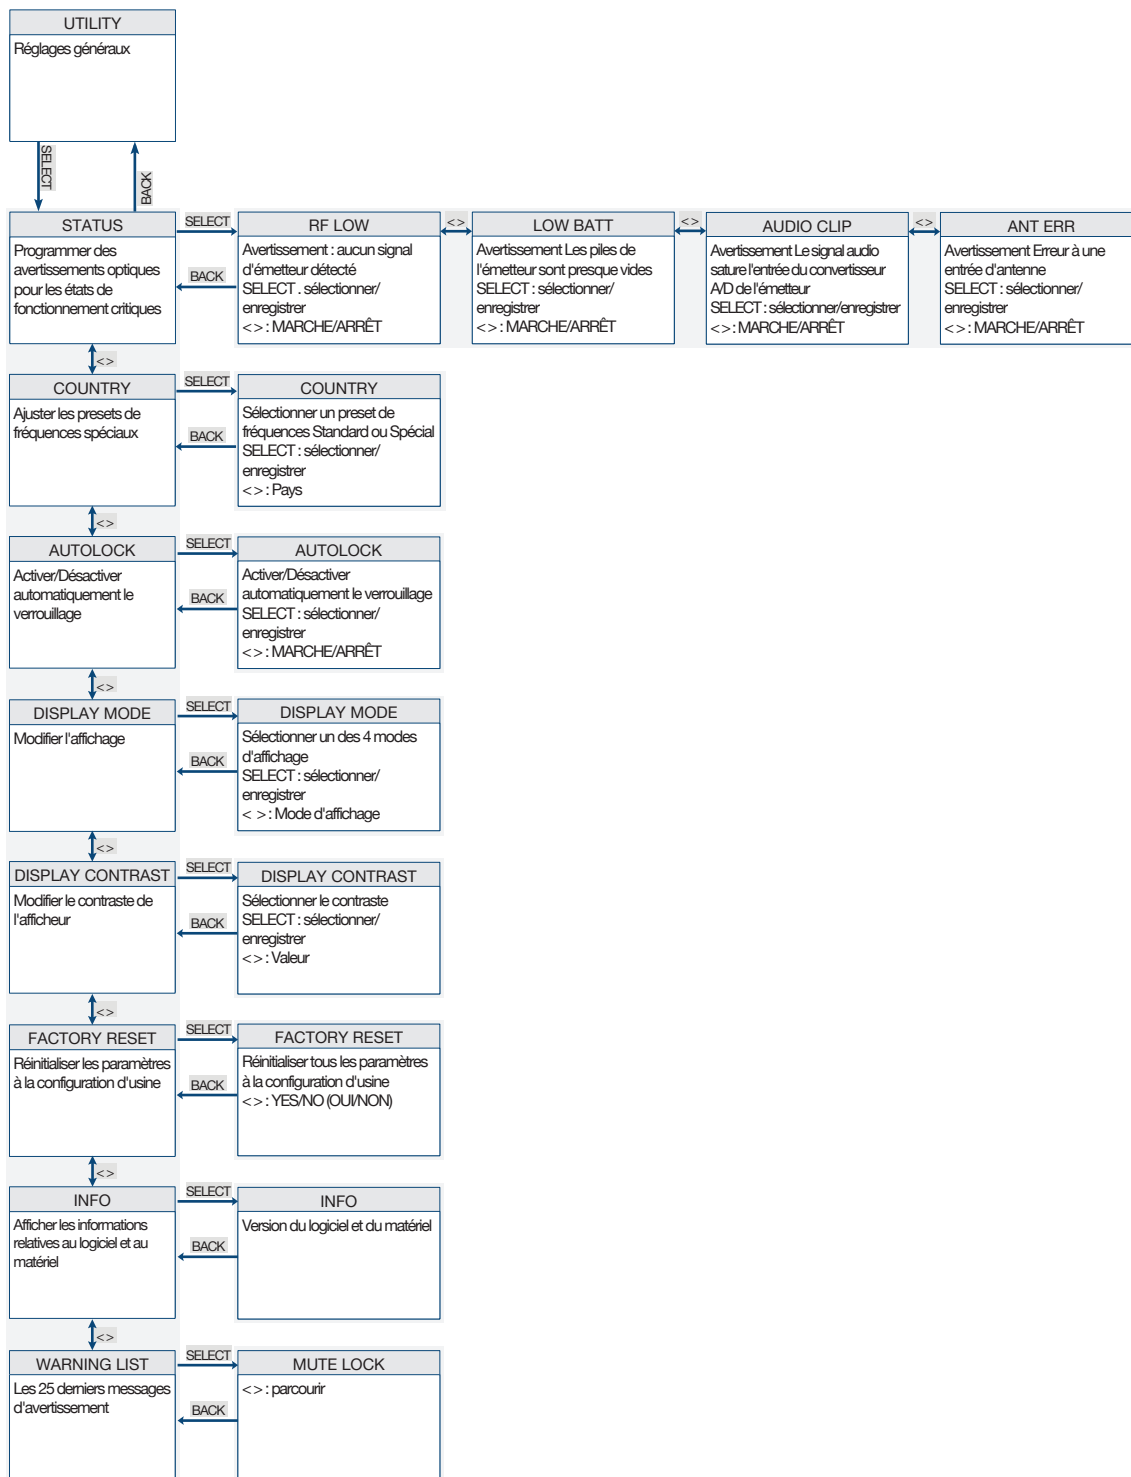 UTILITY
Réglages généraux
SELECT
BACK
STATUS
Programmer des
avertissements optiques
pour les états de
fonctionnement critiques
SELECT
BACK
RF LOW
Avertissement : aucun signal
d'émetteur détecté
SELECT . sélectionner/
enregistrer
<> : MARCHE/ARRÊT
<>
LOW BATT
Avertissement Les piles de
l'émetteur sont presque vides
SELECT : sélectionner/
enregistrer
<> : MARCHE/ARRÊT
<>
AUDIO CLIP
Avertissement Le signal audio
sature l'entrée du convertisseur
A/D de l'émetteur
SELECT : sélectionner/enregistrer
<> : MARCHE/ARRÊT
<>
ANT ERR
Avertissement Erreur à une
entrée d'antenne
SELECT : sélectionner/
enregistrer
<> : MARCHE/ARRÊT
<>
COUNTRY
Ajuster les presets de
fréquences spéciaux
SELECT
BACK
COUNTRY
Sélectionner un preset de
fréquences Standard ou Spécial
SELECT : sélectionner/
enregistrer
<> : Pays
<>
AUTOLOCK
Activer/Désactiver
automatiquement le
verrouillage
SELECT
BACK
AUTOLOCK
Activer/Désactiver
automatiquement le verrouillage
SELECT : sélectionner/
enregistrer
<> : MARCHE/ARRÊT
<>
DISPLAY MODE
Modifier l'affichage
SELECT
BACK
DISPLAY MODE
Sélectionner un des 4 modes
d'affichage
SELECT : sélectionner/
enregistrer
< > : Mode d'affichage
<>
DISPLAY CONTRAST
Modifier le contraste de
l'afficheur
SELECT
BACK
DISPLAY CONTRAST
Sélectionner le contraste
SELECT : sélectionner/
enregistrer
<> : Valeur
<>
FACTORY RESET
Réinitialiser les paramètres
à la configuration d'usine
SELECT
BACK
FACTORY RESET
Réinitialiser tous les paramètres
à la configuration d'usine
<> : YES/NO (OUI/NON)
<>
INFO
Afficher les informations
relatives au logiciel et au
matériel
SELECT
BACK
INFO
Version du logiciel et du matériel
<>
WARNING LIST
Les 25 derniers messages
d'avertissement
SELECT
BACK
MUTE LOCK
<> : parcourir